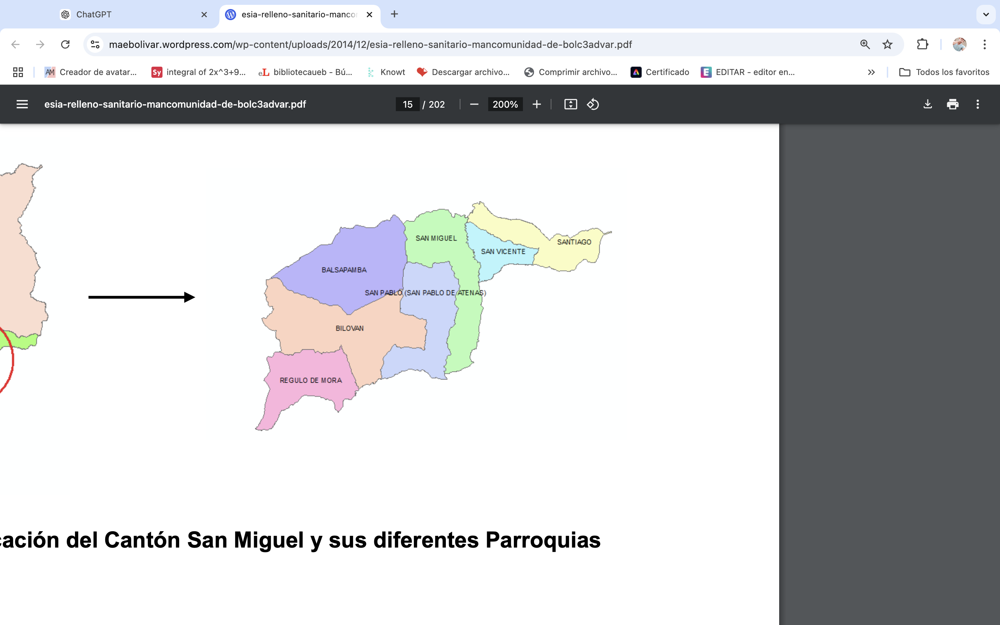 ChatGPT
esia-relleno-sanitario-manco
maebolivar.wordpress.com/wp-content/uploads/2014/12/esia-relleno-sanitario-mancomunidad-de-bolc3advar.pdf
AM Creador de avatar... Sy integral of 2x^3+9... eL bibliotecaueb - Bú... Knowt Descargar archivo... Comprimir archivo... Certificado E EDITAR - editor en... Todos los favoritos
esia-relleno-sanitario-mancomunidad-de-bolc3advar.pdf 15 / 202 200%
SAN MIGUEL
SANTIAGO
SAN VICENTE
BALSAPAMBA
SAN PABLO (SAN PABLO DE ATENAS)
BILOVAN
REGULO DE MORA
cación del Cantón San Miguel y sus diferentes Parroquias